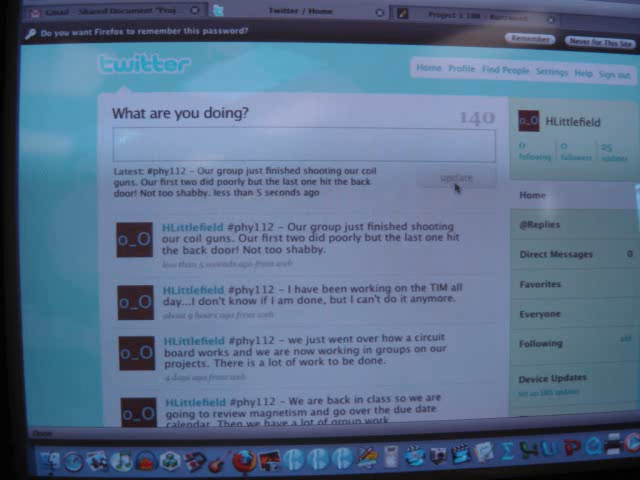 Gmail - Shared Document "Proj...
Twitter / Home
Project 1 TIM -
Do you want Firefox to remember this password?
Remember
Never for This Site
twitter
Home Profile Find People Settings Help Sign out
What are you doing?
140
HLittlefield
0 following
0 followers
25 updates
Latest: #phy112 - Our group just finished shooting our coil
guns. Our first two did poorly but the last one hit the back
door! Not too shabby. less than 5 seconds ago
update
Home
@Replies
Direct Messages 0
Favorites
Everyone
Following
Device Updates
set up SMS updates
o_O
HLittlefield #phy112 - Our group just finished shooting
our coil guns. Our first two did poorly but the last one hit
the back door! Not too shabby.
less than 5 seconds ago from web
o_O
HLittlefield #phy112 - I have been working on the TIM all
day...I don't know if I am done, but I can't do it anymore.
about 9 hours ago from web
o_O
HLittlefield #phy112 - we just went over how a circuit
board works and we are now working in groups on our
projects. There is a lot of work to be done.
4 days ago from web
o_O
HLittlefield #phy112 - We are back in class so we are
going to review magnetism and go over the due date
calendar. Then we have a lot of group work
Done